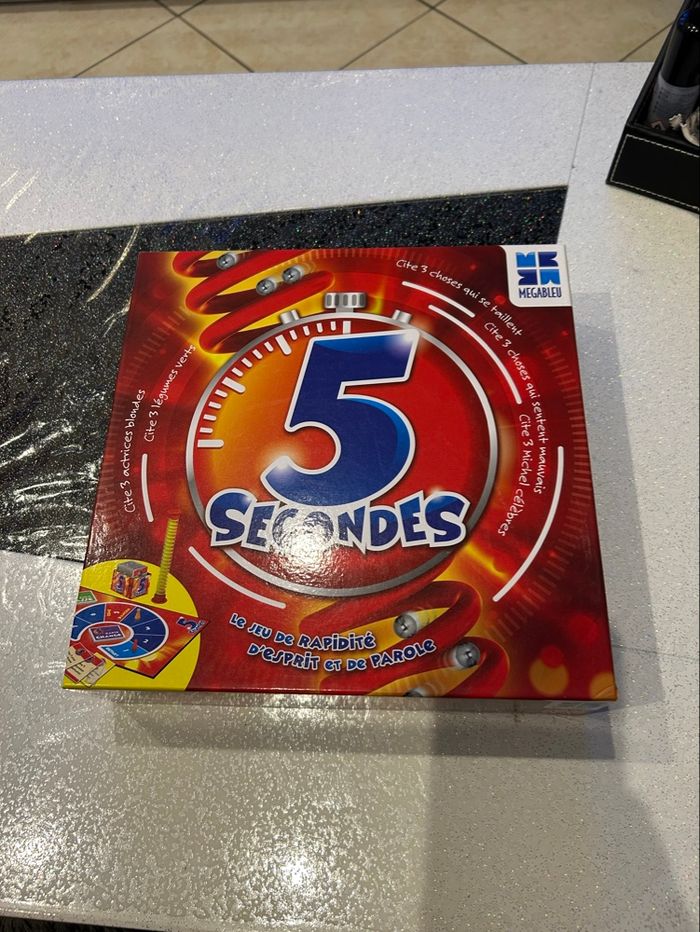 MEGABLEU
Cite 3 choses qui se taillent
Cite 3 choses qui sentent mauvais
Cite 3 Michel célèbres
Cite 3 légumes verts
Cite 3 actrices blondes
5
SECONDES
LE JEU DE RAPIDITÉ
D'ESPRIT ET DE PAROLE